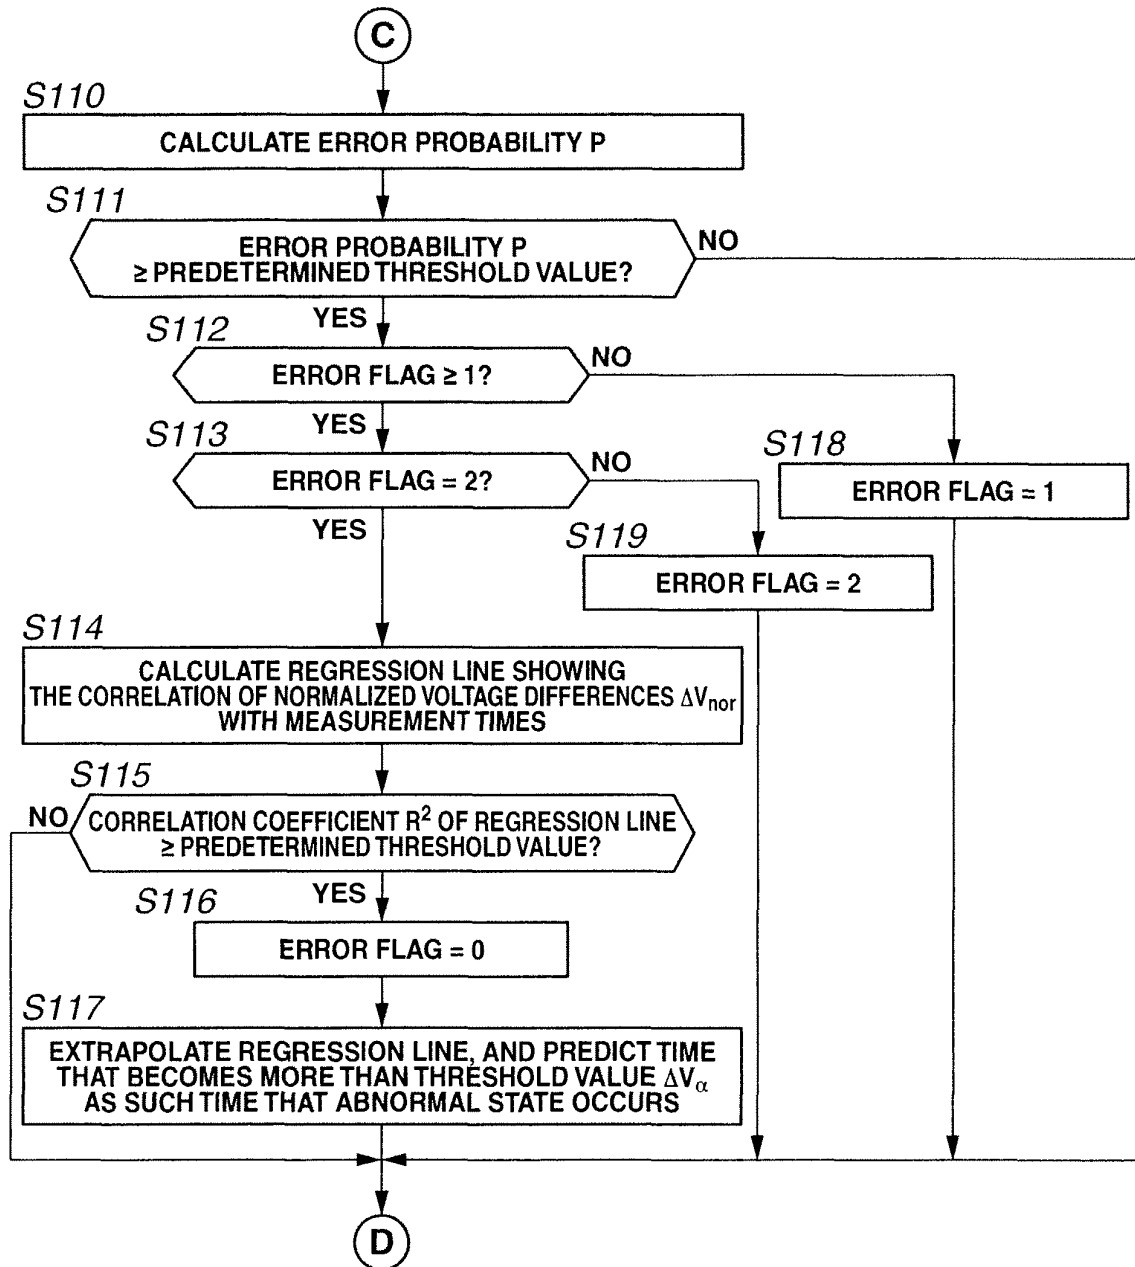 C
S110
CALCULATE ERROR PROBABILITY P
S111
ERROR PROBABILITY P
≥ PREDETERMINED THRESHOLD VALUE?
NO
YES
S112
ERROR FLAG ≥ 1?
NO
YES
S113
ERROR FLAG = 2?
NO
YES
S118
ERROR FLAG = 1
S119
ERROR FLAG = 2
S114
CALCULATE REGRESSION LINE SHOWING
THE CORRELATION OF NORMALIZED VOLTAGE DIFFERENCES ΔVnor
WITH MEASUREMENT TIMES
S115
NO
CORRELATION COEFFICIENT R² OF REGRESSION LINE
≥ PREDETERMINED THRESHOLD VALUE?
YES
S116
ERROR FLAG = 0
S117
EXTRAPOLATE REGRESSION LINE, AND PREDICT TIME
THAT BECOMES MORE THAN THRESHOLD VALUE ΔVα
AS SUCH TIME THAT ABNORMAL STATE OCCURS
D